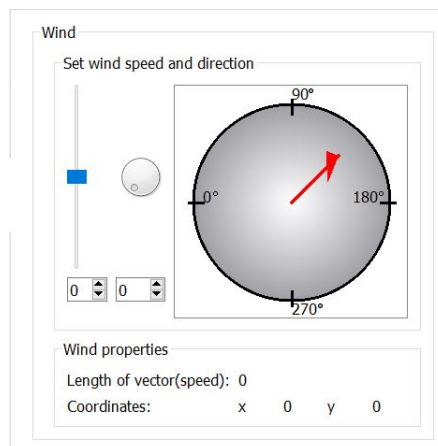 Wind
Set wind speed and direction
90°
0°
180°
270°
0 0
Wind properties
Length of vector(speed): 0
Coordinates: x 0 y 0